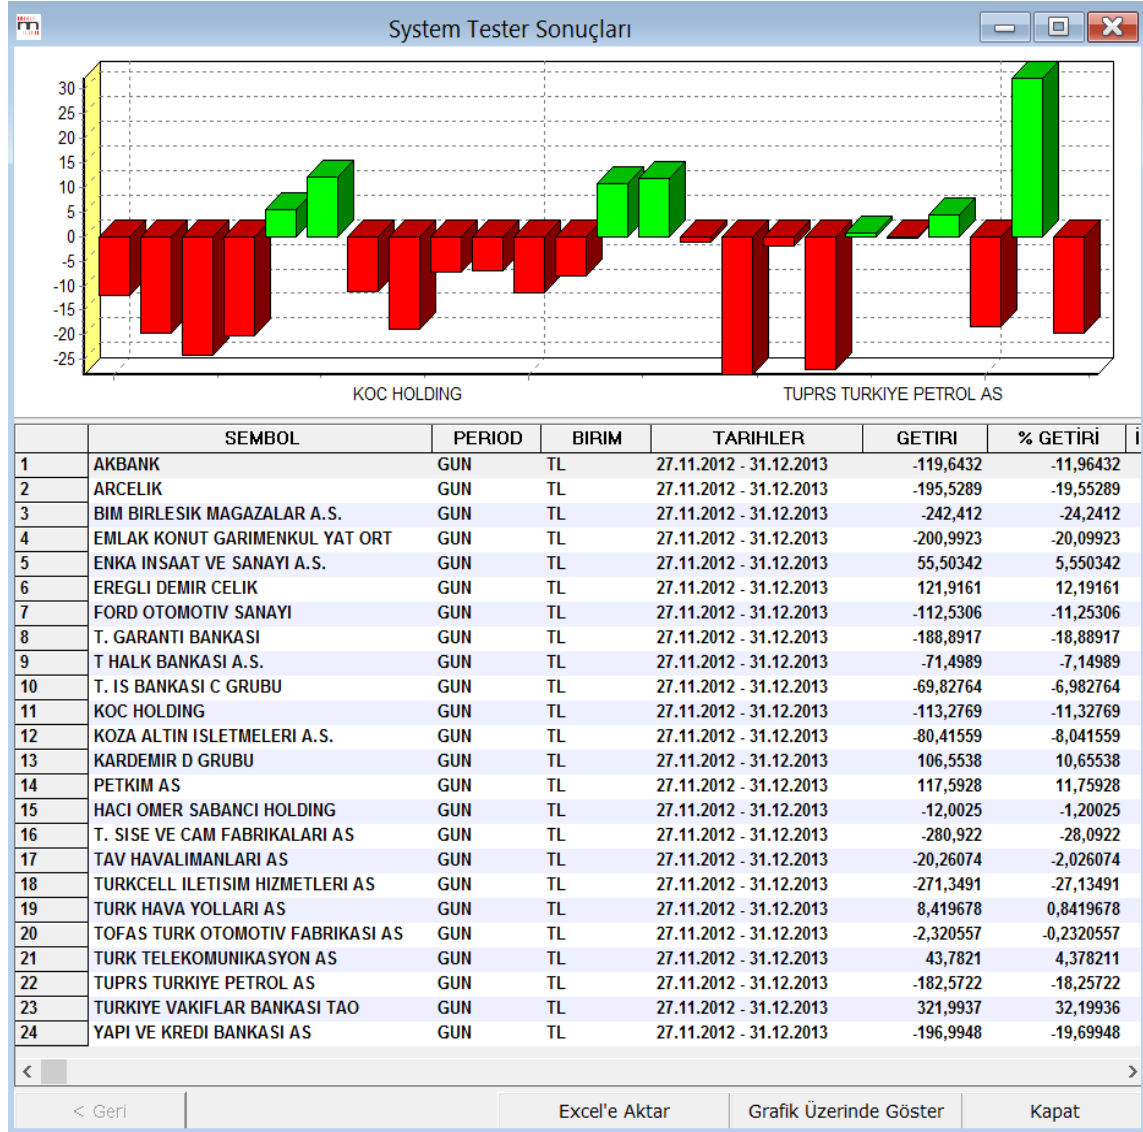 System Tester Sonuçları
30
25
20
15
10
5
0
-5
-10
-15
-20
-25
KOC HOLDING TUPRS TURKIYE PETROL AS
SEMBOL PERIOD BIRIM TARIHLER GETIRI % GETİRİ İ
1 AKBANK GUN TL 27.11.2012 - 31.12.2013 -119,6432 -11,96432
2 ARCELIK GUN TL 27.11.2012 - 31.12.2013 -195,5289 -19,55289
3 BIM BIRLESIK MAGAZALAR A.S. GUN TL 27.11.2012 - 31.12.2013 -242,412 -24,2412
4 EMLAK KONUT GARIMENKUL YAT ORT GUN TL 27.11.2012 - 31.12.2013 -200,9923 -20,09923
5 ENKA INSAAT VE SANAYI A.S. GUN TL 27.11.2012 - 31.12.2013 55,50342 5,550342
6 EREGLI DEMIR CELIK GUN TL 27.11.2012 - 31.12.2013 121,9161 12,19161
7 FORD OTOMOTIV SANAYI GUN TL 27.11.2012 - 31.12.2013 -112,5306 -11,25306
8 T. GARANTI BANKASI GUN TL 27.11.2012 - 31.12.2013 -188,8917 -18,88917
9 T HALK BANKASI A.S. GUN TL 27.11.2012 - 31.12.2013 -71,4989 -7,14989
10 T. IS BANKASI C GRUBU GUN TL 27.11.2012 - 31.12.2013 -69,82764 -6,982764
11 KOC HOLDING GUN TL 27.11.2012 - 31.12.2013 -113,2769 -11,32769
12 KOZA ALTIN ISLETMELERI A.S. GUN TL 27.11.2012 - 31.12.2013 -80,41559 -8,041559
13 KARDEMIR D GRUBU GUN TL 27.11.2012 - 31.12.2013 106,5538 10,65538
14 PETKIM AS GUN TL 27.11.2012 - 31.12.2013 117,5928 11,75928
15 HACI OMER SABANCI HOLDING GUN TL 27.11.2012 - 31.12.2013 -12,0025 -1,20025
16 T. SISE VE CAM FABRIKALARI AS GUN TL 27.11.2012 - 31.12.2013 -280,922 -28,0922
17 TAV HAVALIMANLARI AS GUN TL 27.11.2012 - 31.12.2013 -20,26074 -2,026074
18 TURKCELL ILETISIM HIZMETLERI AS GUN TL 27.11.2012 - 31.12.2013 -271,3491 -27,13491
19 TURK HAVA YOLLARI AS GUN TL 27.11.2012 - 31.12.2013 8,419678 0,8419678
20 TOFAS TURK OTOMOTIV FABRIKASI AS GUN TL 27.11.2012 - 31.12.2013 -2,320557 -0,2320557
21 TURK TELEKOMUNIKASYON AS GUN TL 27.11.2012 - 31.12.2013 43,7821 4,378211
22 TUPRS TURKIYE PETROL AS GUN TL 27.11.2012 - 31.12.2013 -182,5722 -18,25722
23 TURKIYE VAKIFLAR BANKASI TAO GUN TL 27.11.2012 - 31.12.2013 321,9937 32,19936
24 YAPI VE KREDI BANKASI AS GUN TL 27.11.2012 - 31.12.2013 -196,9948 -19,69948
< Geri Excel'e Aktar Grafik Üzerinde Göster Kapat